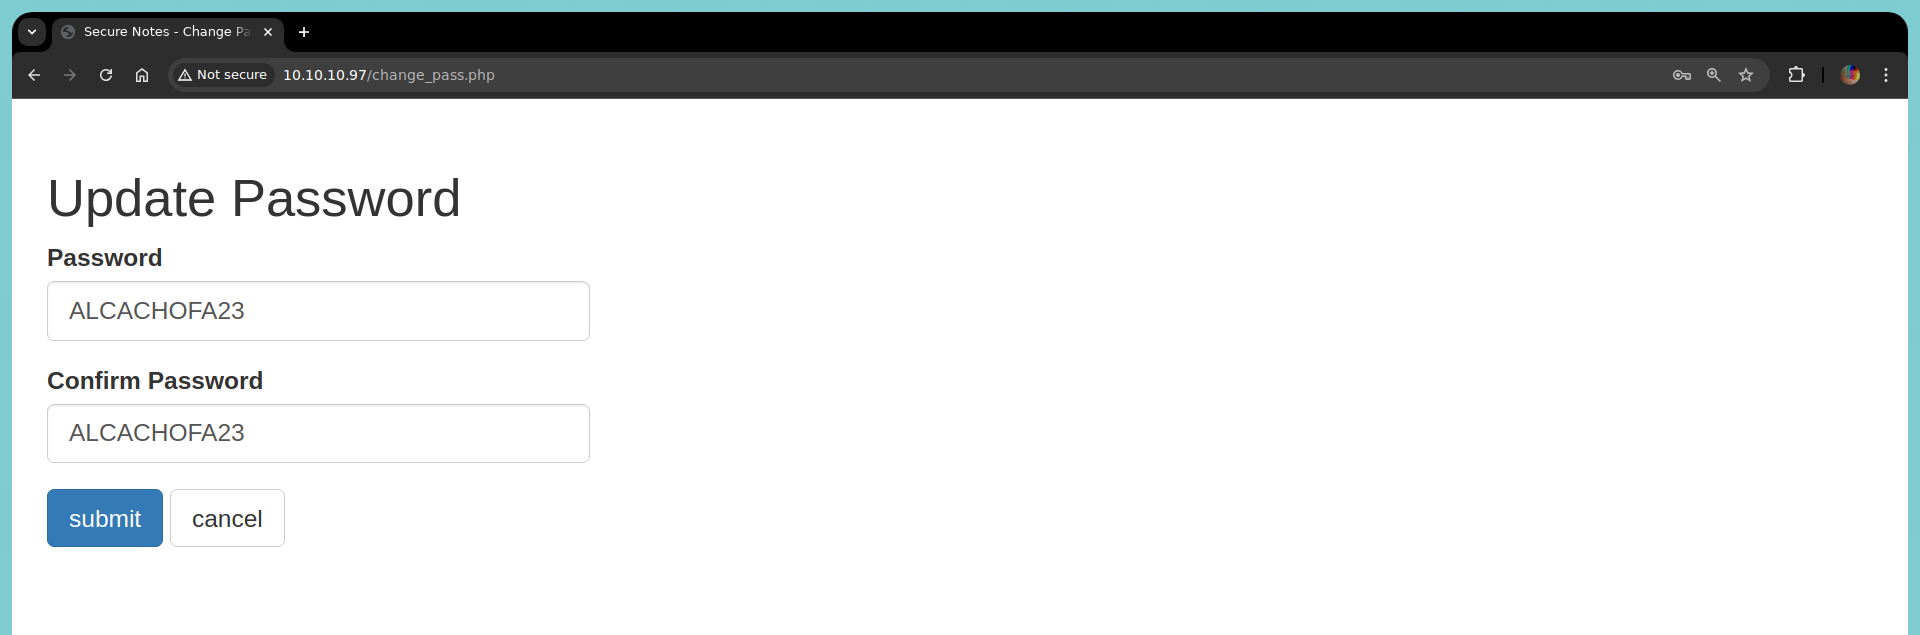 Secure Notes - Change Pa
Not secure 10.10.10.97/change_pass.php
Update Password
Password
ALCACHOFA23
Confirm Password
ALCACHOFA23
submit cancel